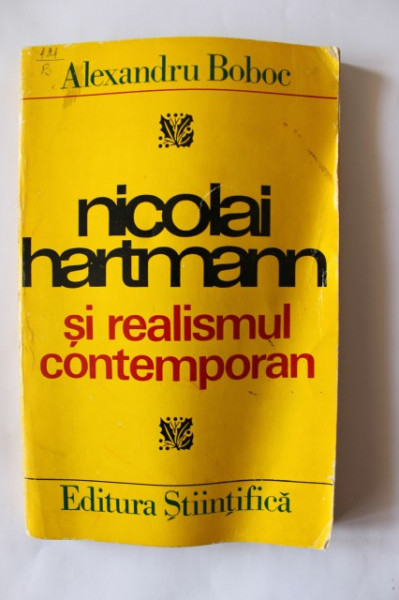 Alexandru Boboc
nicolai
hartmann
și realismul
contemporan
Editura Științifică